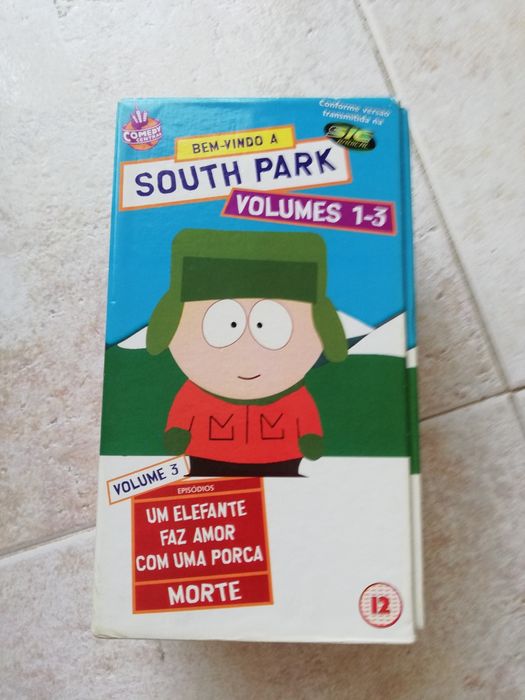 COMEDY
CENTRAL
Conforme versão
transmitida na
SIC
RADICAL
BEM-VINDO A
SOUTH PARK
VOLUMES 1-3
VOLUME 3
EPISÓDIOS
UM ELEFANTE
FAZ AMOR
COM UMA PORCA
MORTE
12